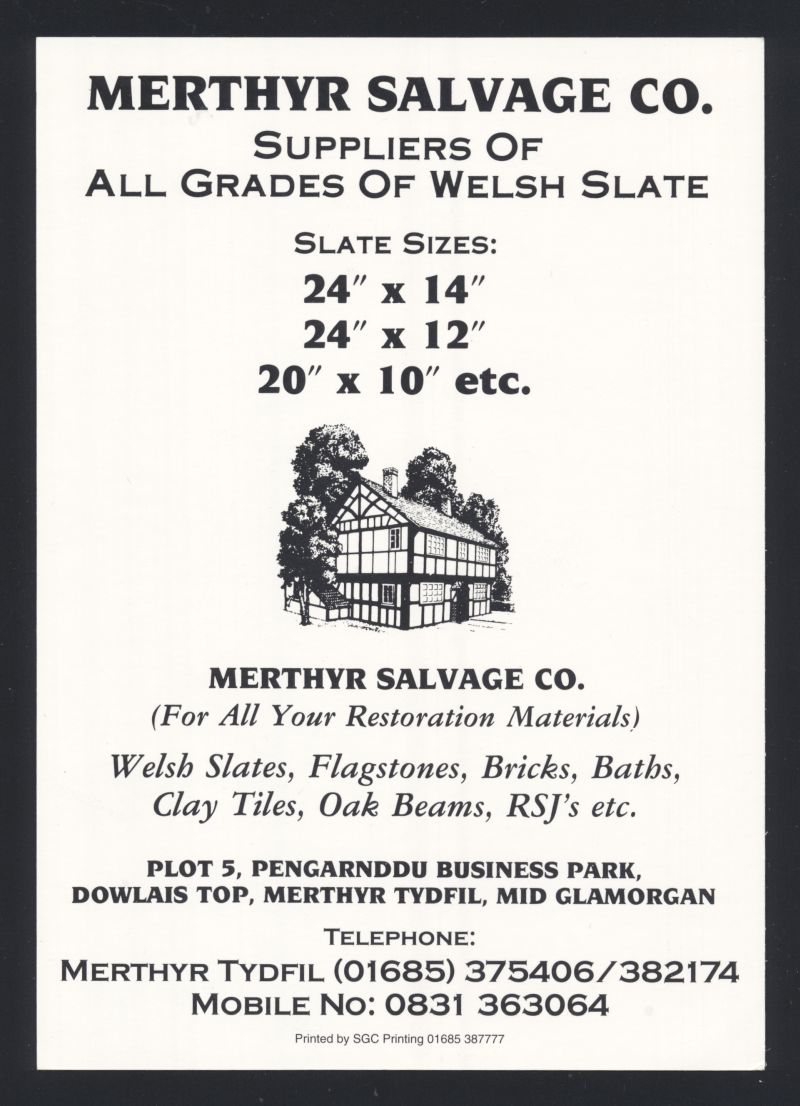 MERTHYR SALVAGE CO.
SUPPLIERS OF
ALL GRADES OF WELSH SLATE
SLATE SIZES:
24″ x 14″
24″ x 12″
20″ x 10″ etc.
MERTHYR SALVAGE CO.
(For All Your Restoration Materials)
Welsh Slates, Flagstones, Bricks, Baths,
Clay Tiles, Oak Beams, RSJ's etc.
PLOT 5, PENGARNDDU BUSINESS PARK,
DOWLAIS TOP, MERTHYR TYDFIL, MID GLAMORGAN
TELEPHONE:
MERTHYR TYDFIL (01685) 375406/382174
MOBILE NO: 0831 363064
Printed by SGC Printing 01685 387777